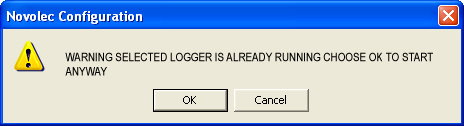 Novolec Configuration
WARNING SELECTED LOGGER IS ALREADY RUNNING CHOOSE OK TO START
ANYWAY
OK
Cancel